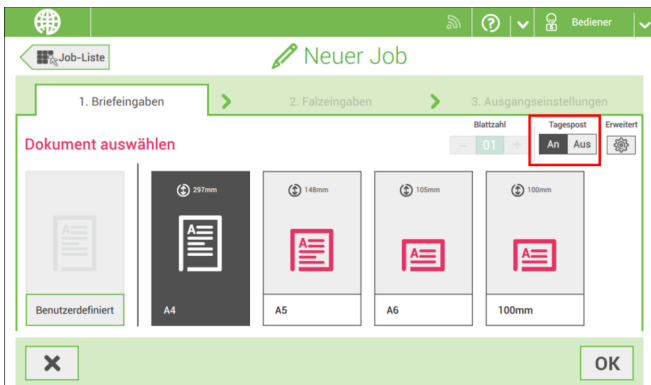 Bediener
Job-Liste
Neuer Job
1. Briefeingaben
2. Falzeingaben
3. Ausgangseinstellungen
Dokument auswählen
Blattzahl
Tagespost
Erweitert
- 01 +
An Aus
297mm
148mm
105mm
100mm
Benutzerdefiniert
A4
A5
A6
100mm
OK